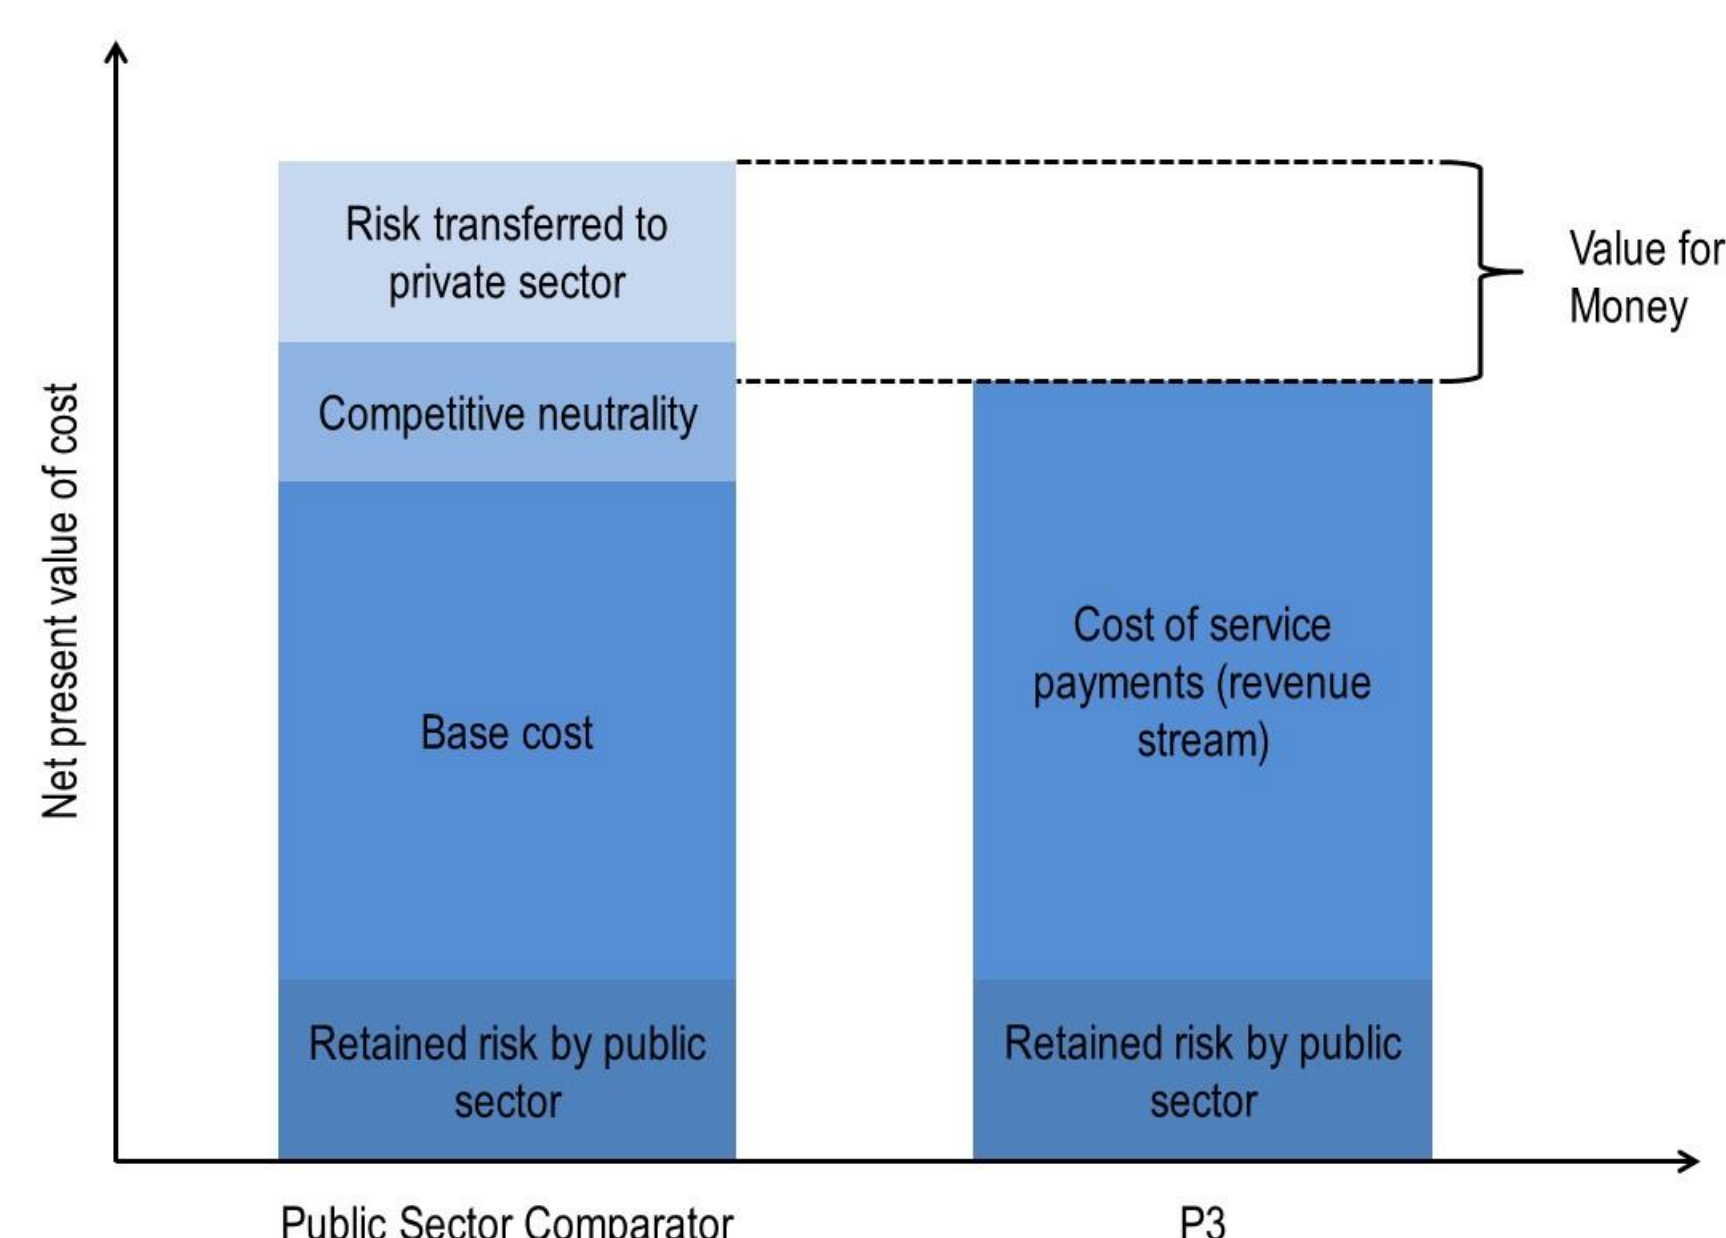 Risk transferred to
private sector
Value for
Money
Competitive neutrality
Net present value of cost
Cost of service
payments (revenue
stream)
Base cost
Retained risk by public
sector
Retained risk by public
sector
Public Sector Comparator
P3